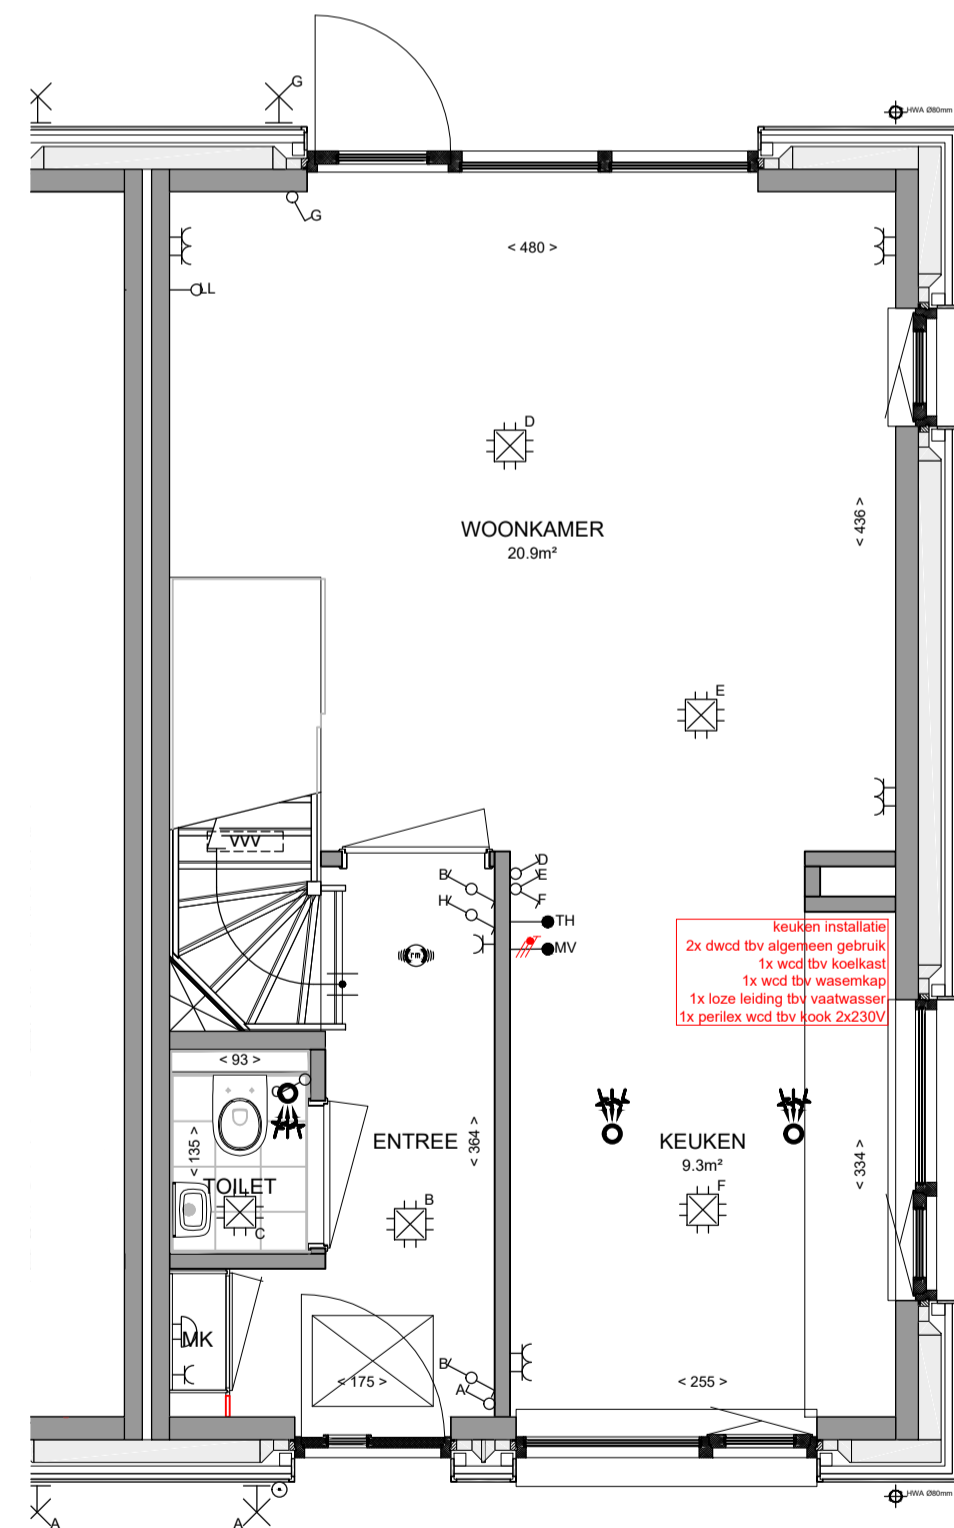 G
HWA Ø80mm
G
< 480 >
LL
D
WOONKAMER
20.9m²
< 436 >
E
VVV
B
H
D
E
F
TH
MV
rm
keuken installatie
2x dwcd tbv algemeen gebruik
1x wcd tbv koelkast
1x wcd tbv wasemkap
1x loze leiding tbv vaatwasser
1x perilex wcd tbv kook 2x230V
< 93 >
< 135 >
TOILET
C
ENTREE
< 364 >
B
KEUKEN
9.3m²
F
< 334 >
MK
< 175 >
B
A
< 255 >
A
A
HWA Ø80mm